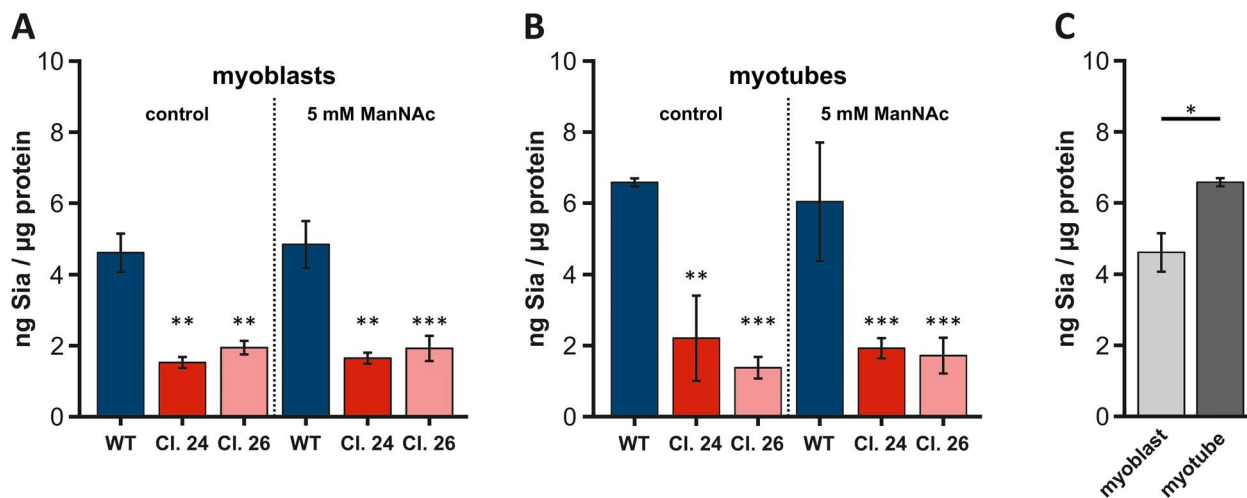 A
ng Sia / µg protein
10
8
6
4
2
0
myoblasts
control
5 mM ManNAc
**
**
**
***
WT
Cl. 24
Cl. 26
WT
Cl. 24
Cl. 26
B
ng Sia / µg protein
10
8
6
4
2
0
myotubes
control
5 mM ManNAc
**
***
***
***
WT
Cl. 24
Cl. 26
WT
Cl. 24
Cl. 26
C
ng Sia / µg protein
10
8
6
4
2
0
*
myoblast
myotube